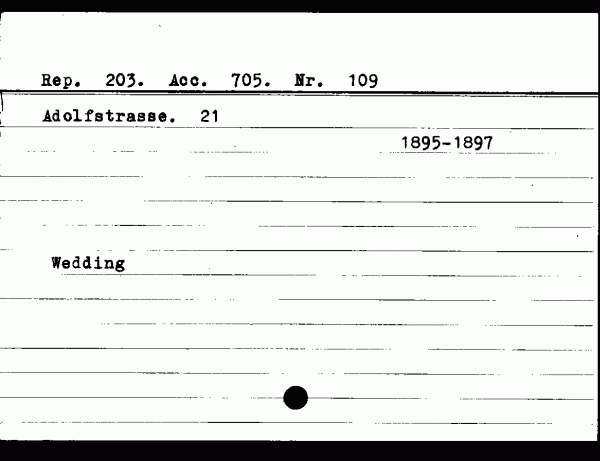 Rep. 203. Acc. 705. Nr. 109
Adolfstrasse. 21
1895-1897
Wedding